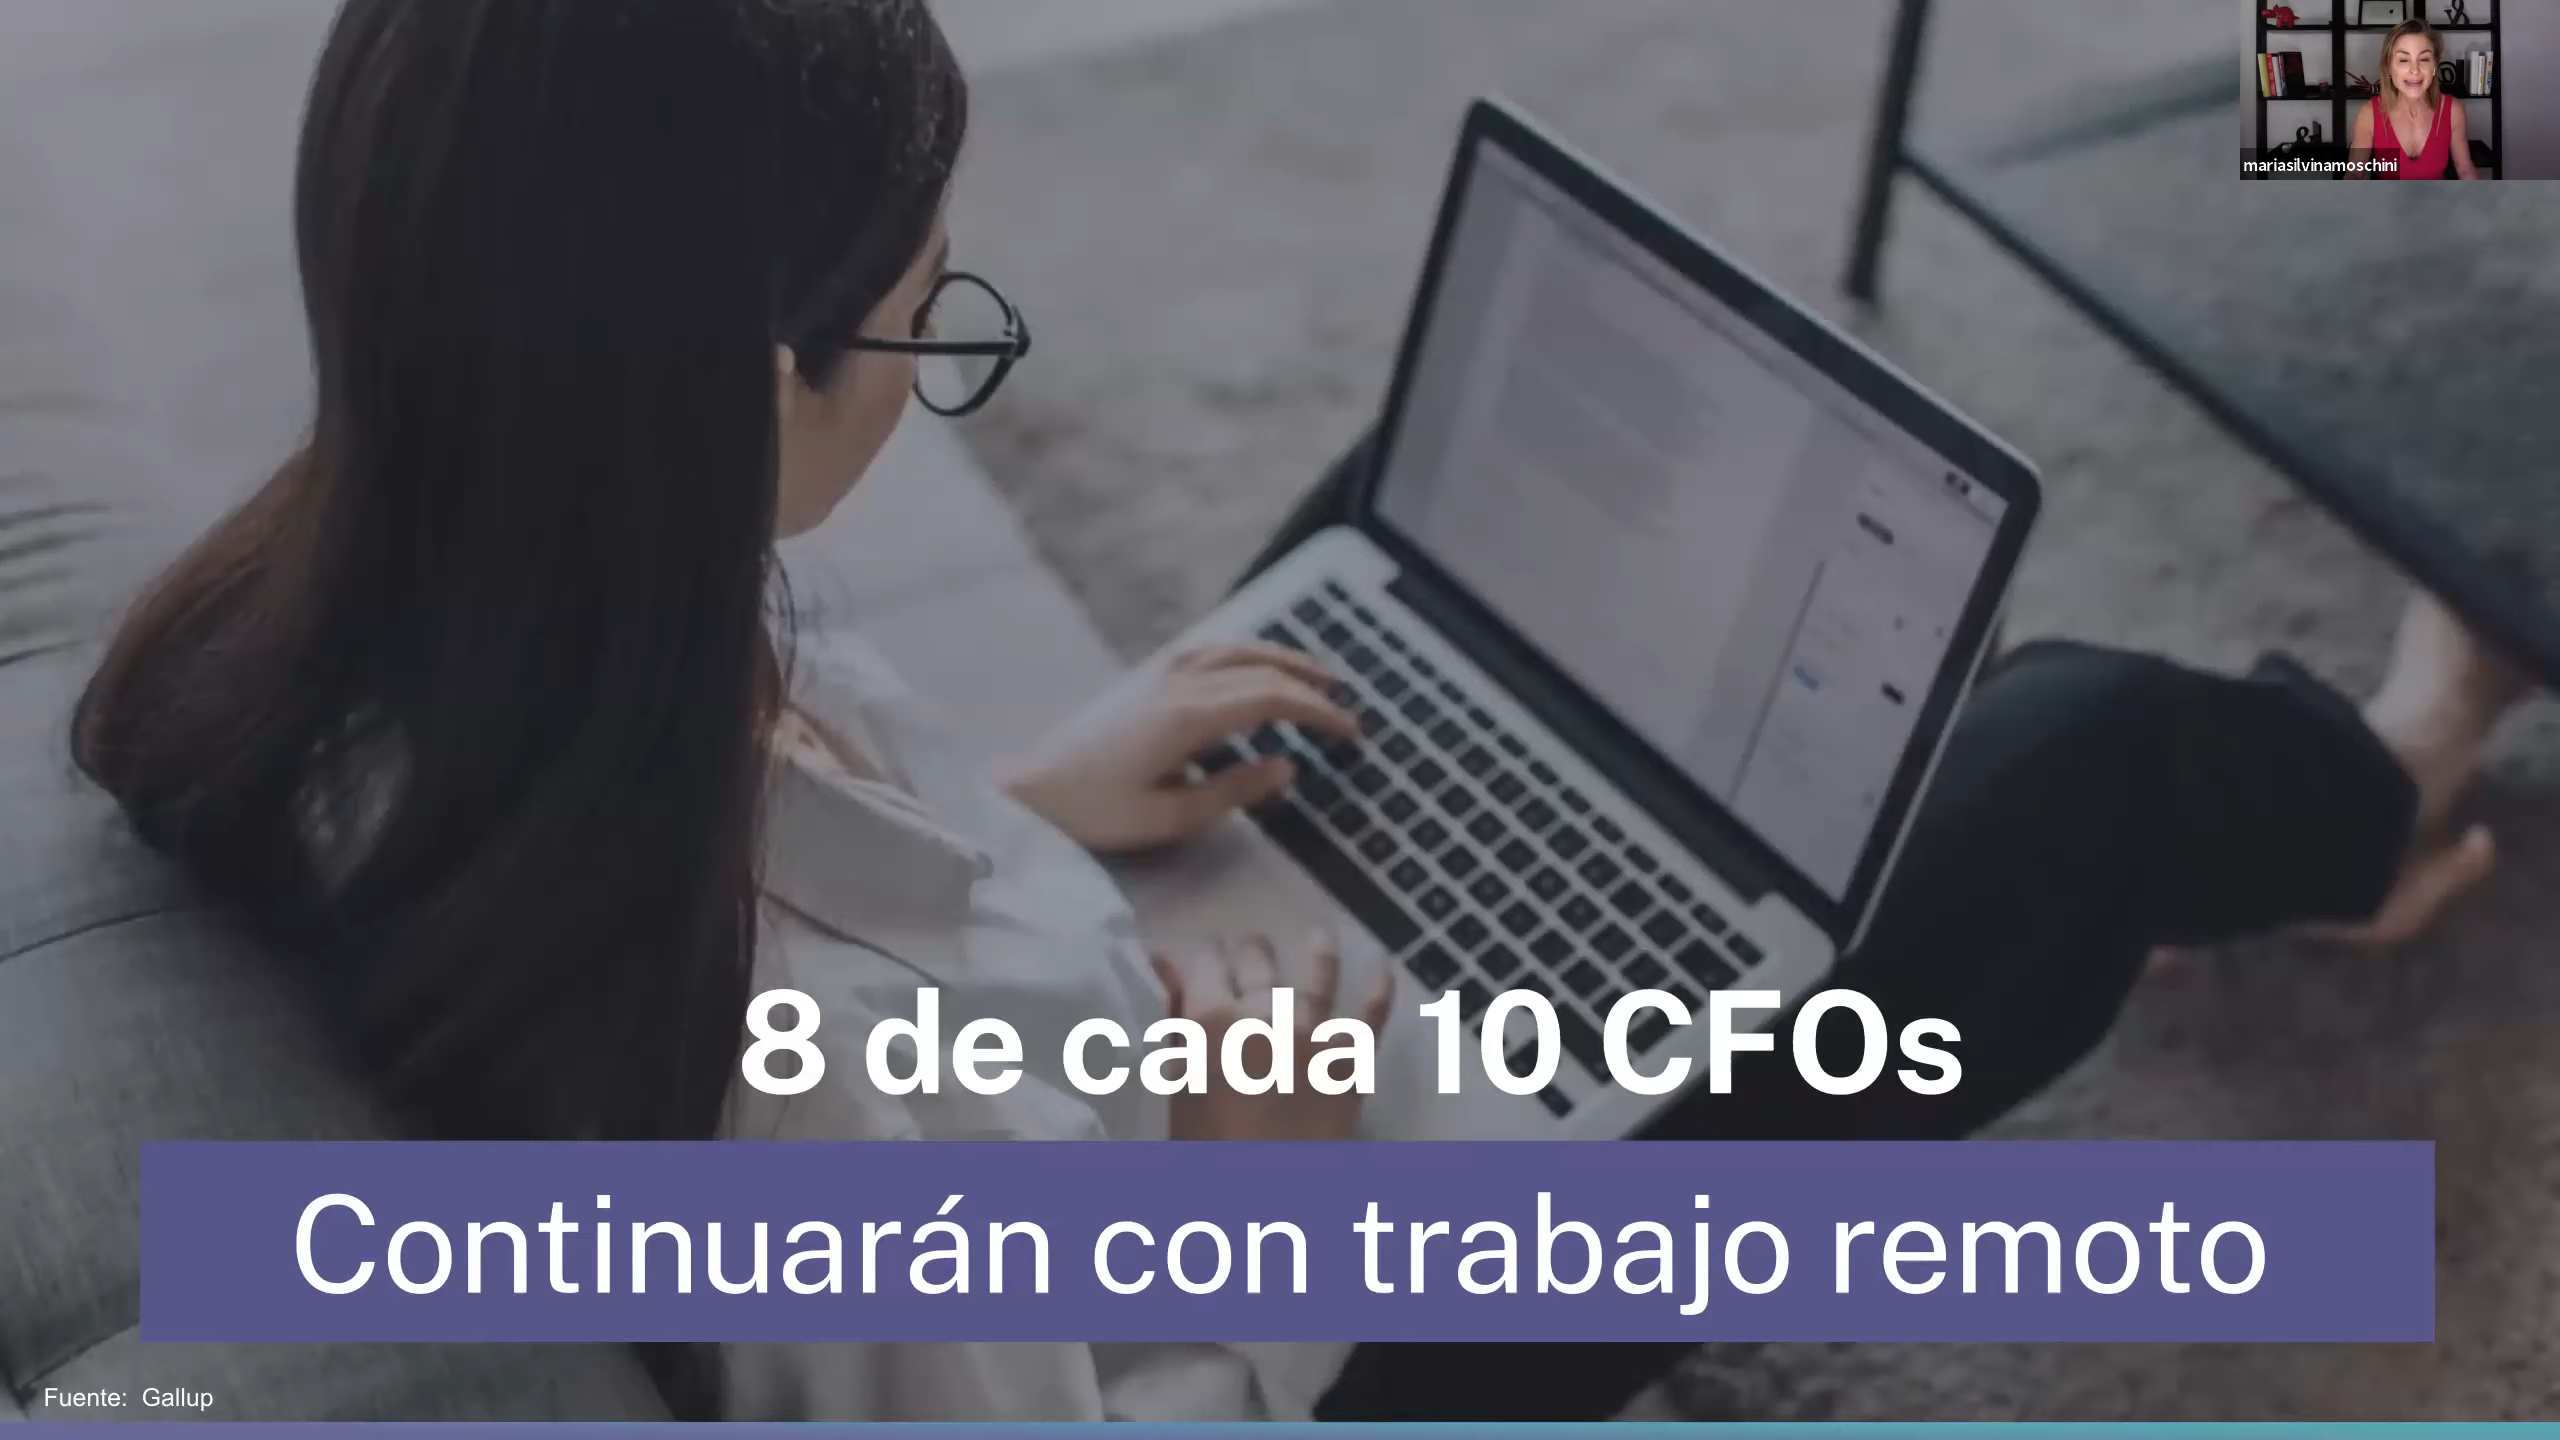 mariasilvinamoschini
8 de cada 10 CFOs
Continuarán con trabajo remoto
Fuente: Gallup